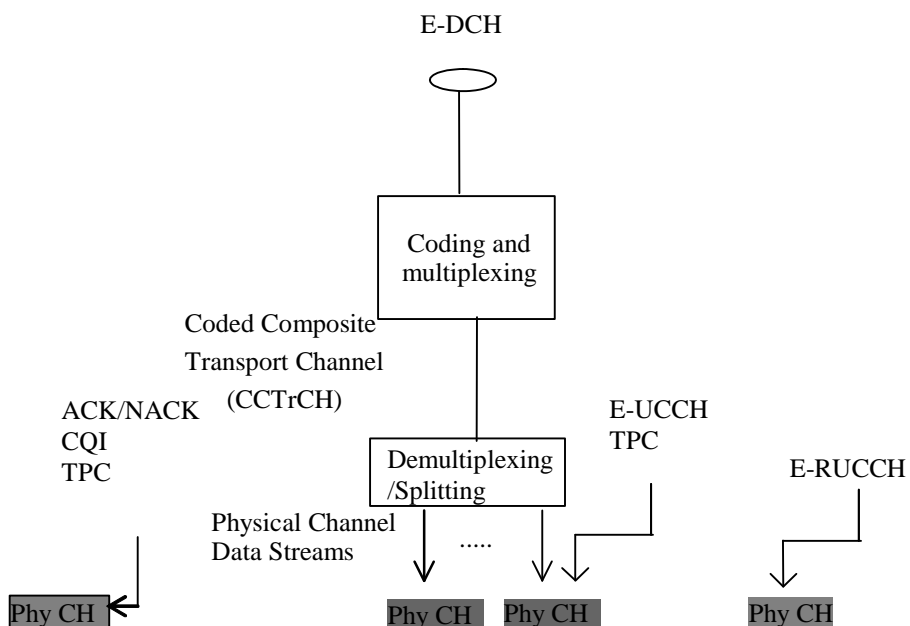 E-DCH
Coding and
multiplexing
Coded Composite
Transport Channel
(CCTrCH)
ACK/NACK
CQI
TPC
E-UCCH
TPC
Demultiplexing
/Splitting
E-RUCCH
Physical Channel
Data Streams
.....
Phy CH
Phy CH
Phy CH
Phy CH